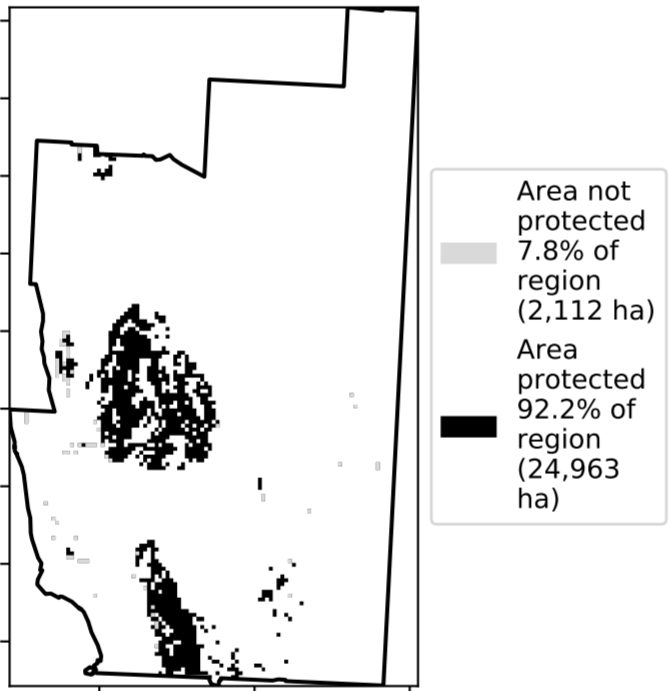 Area not
protected
7.8% of
region
(2,112 ha)
Area
protected
92.2% of
region
(24,963
ha)